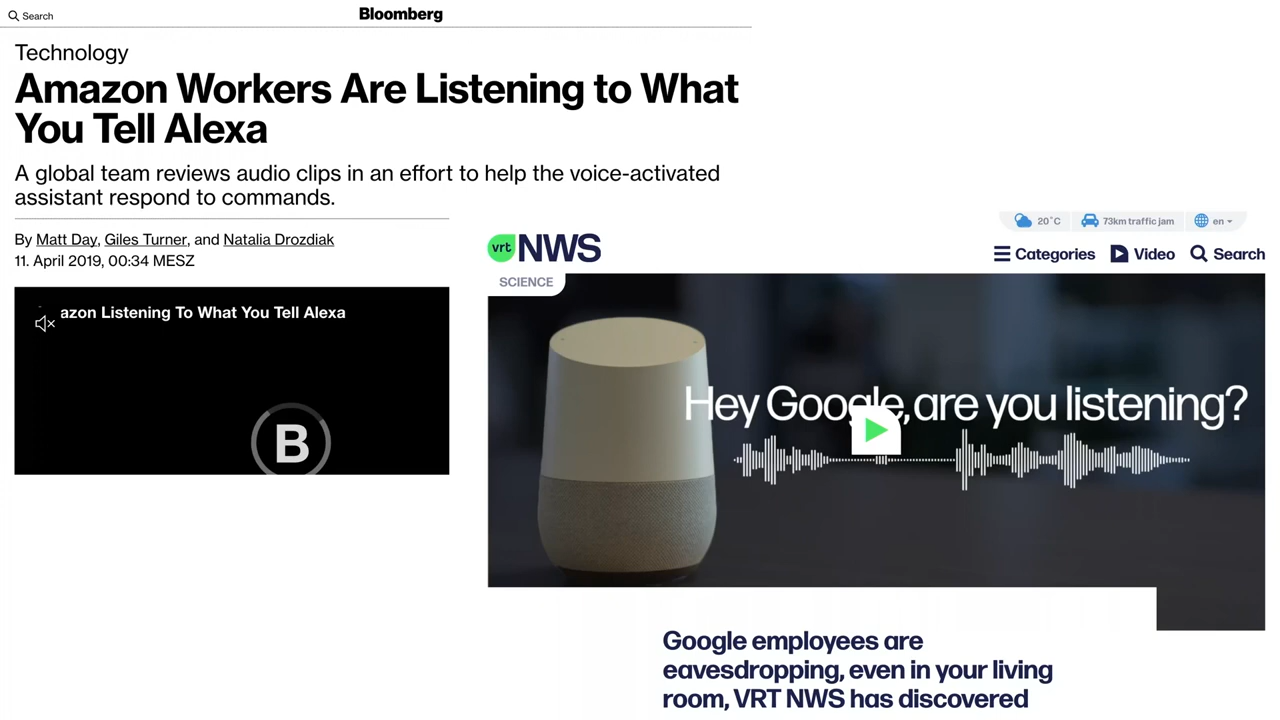 Search
Bloomberg
Technology
Amazon Workers Are Listening to What
You Tell Alexa
A global team reviews audio clips in an effort to help the voice-activated
assistant respond to commands.
By Matt Day, Giles Turner, and Natalia Drozdiak
11. April 2019, 00:34 MESZ
azon Listening To What You Tell Alexa
B
20°C
73km traffic jam
en
vrt NWS
Categories
Video
Search
SCIENCE
Hey Google, are you listening?
Google employees are
eavesdropping, even in your living
room, VRT NWS has discovered